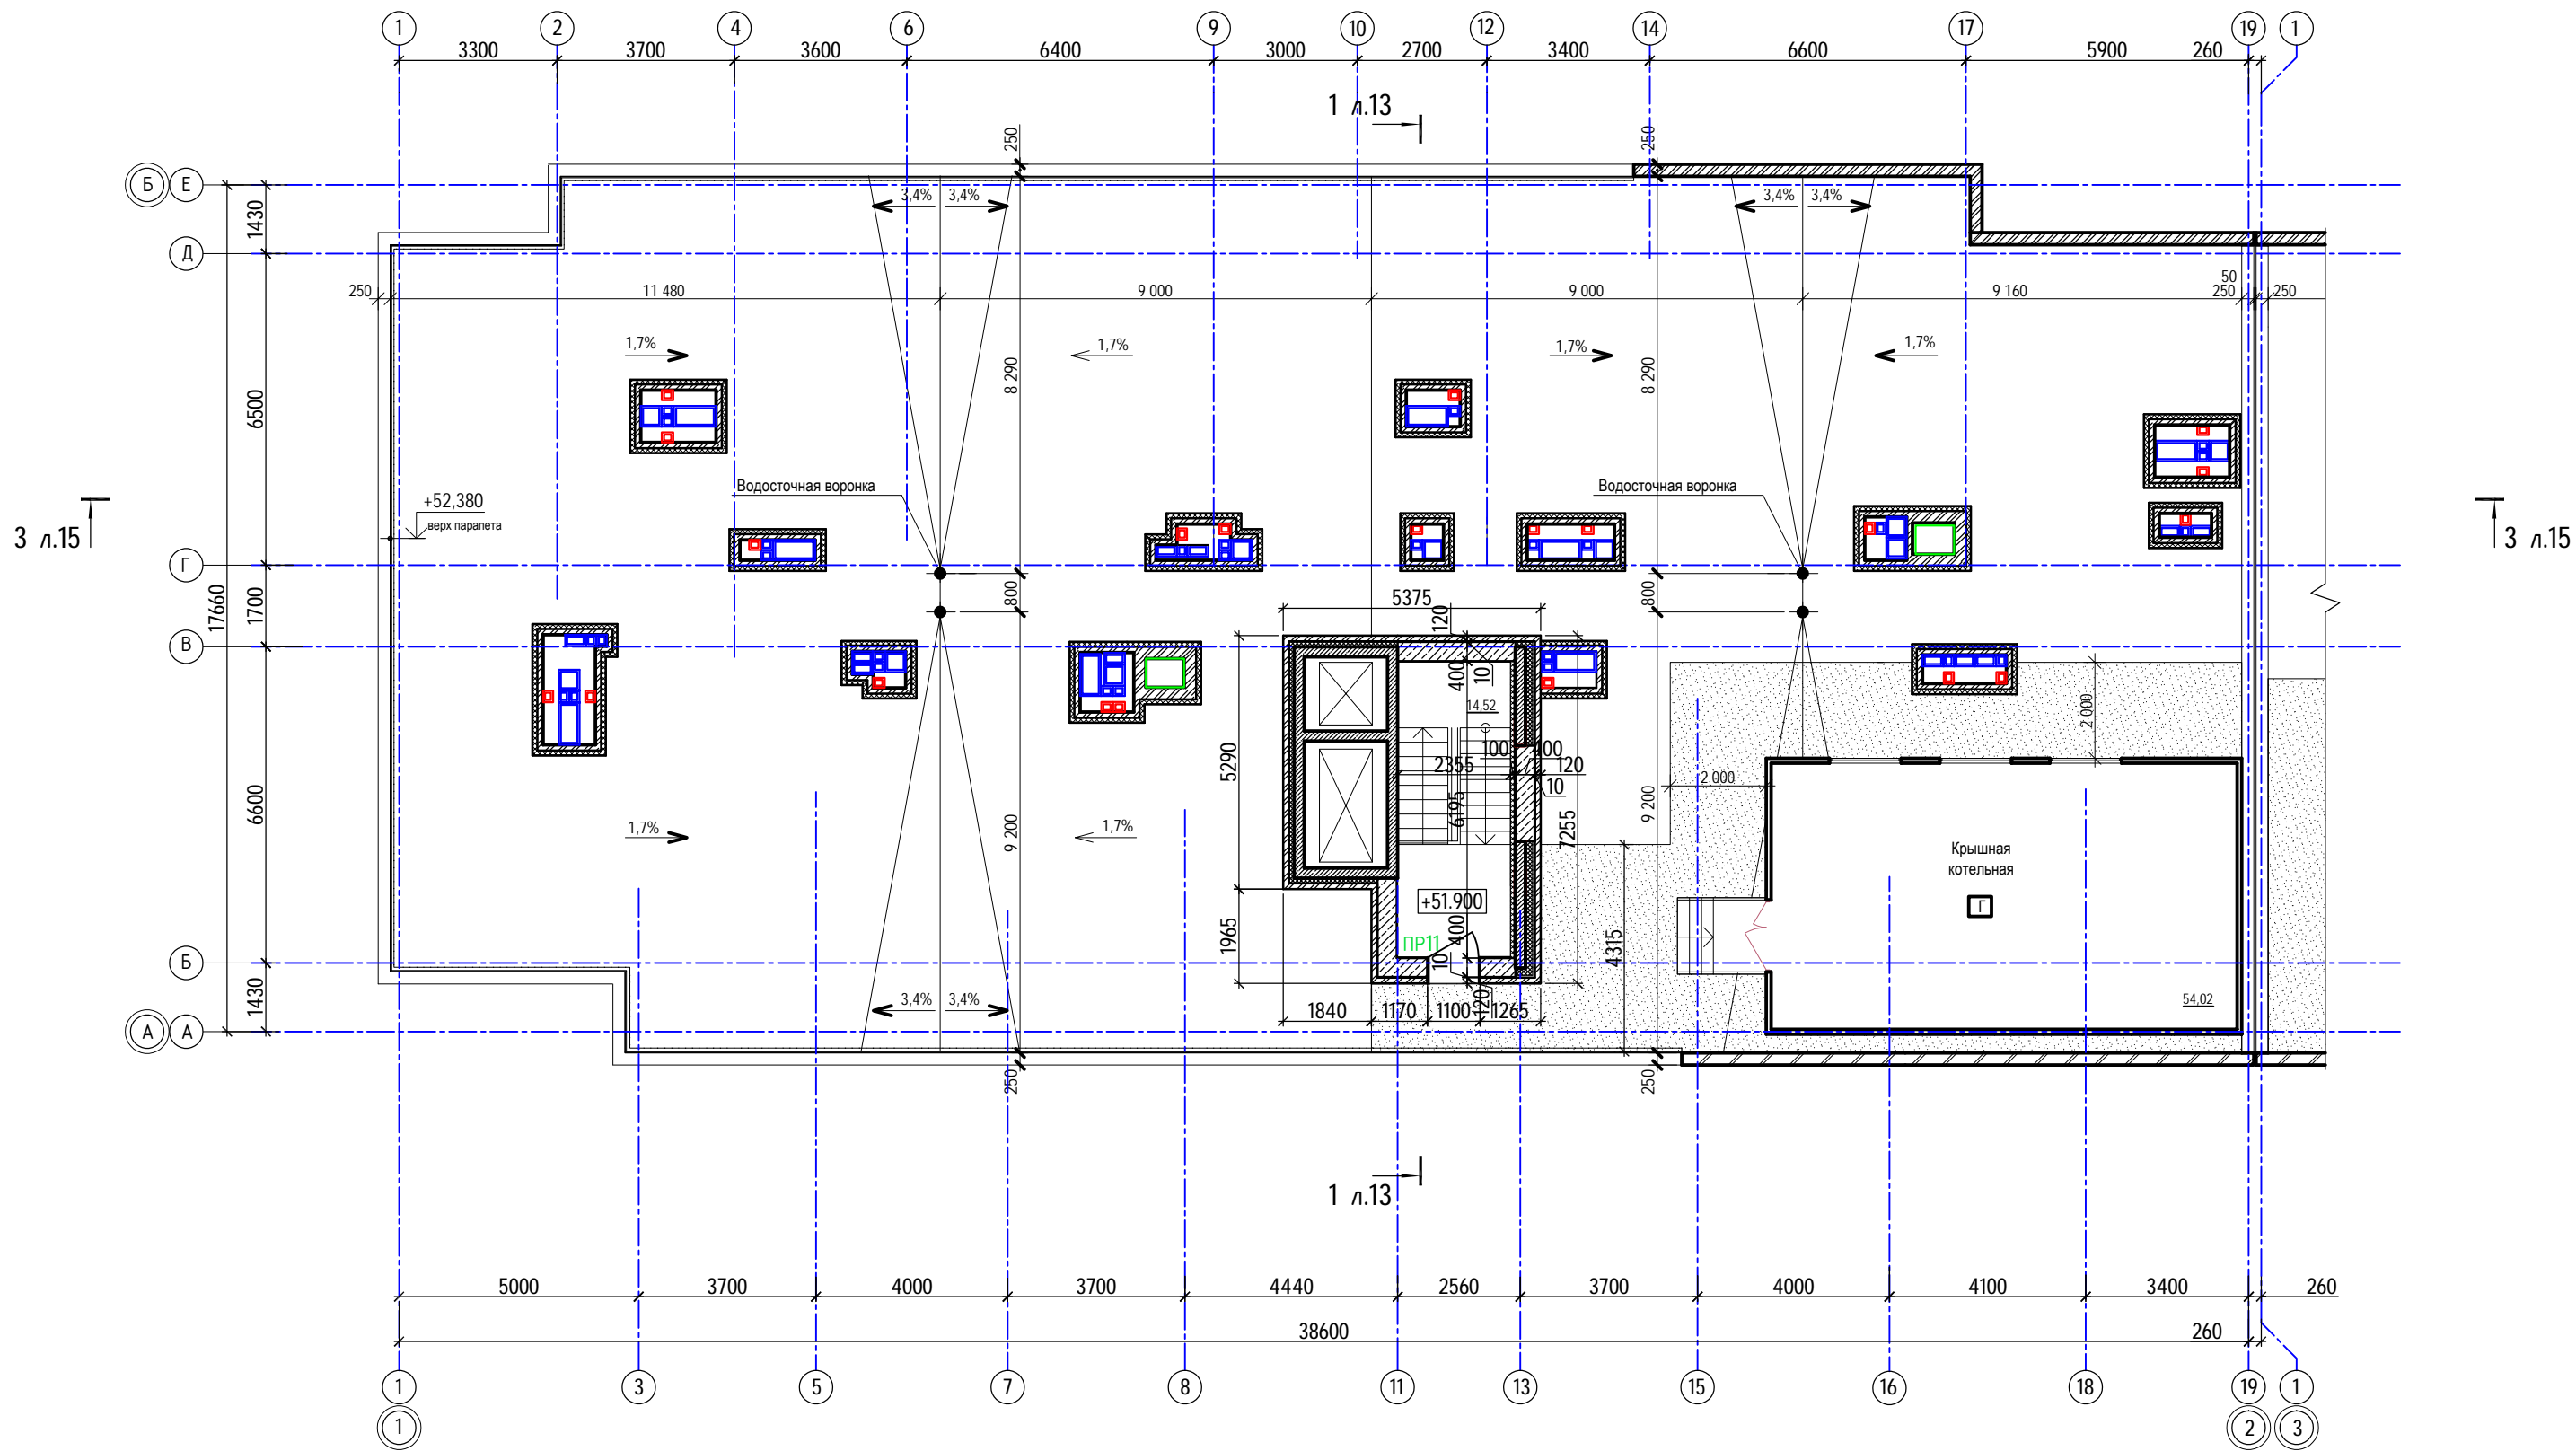 1 2 4 6 9 10 12 14 17 19 1
3300 3700 3600 6400 3000 2700 3400 6600 5900 260
1 л.13
250 250
Б Е
3,4% 3,4% 3,4% 3,4%
1430
Д
250 11 480 9 000 9 000 9 160 50 250 250
1,7% 1,7% 1,7% 1,7%
8 290 8 290
6500
Водосточная воронка Водосточная воронка
+52,380
верх парапета
3 л.15 3 л.15
Г
17660 1700 800 800
5375
120
В
400 10
14,52
2 000
100 400
5290 2355 120
10
2 000
6600 6195 7255 9 200 9 200
1,7% 1,7%
Крышная
котельная
Г
+51.900
1965 ПР11 400 10 4315
Б
1430
3,4% 3,4%
54,02
1840 1170 1100 120 1265
А А
250 250
1 л.13
5000 3700 4000 3700 4440 2560 3700 4000 4100 3400 260
38600 260
1 3 5 7 8 11 13 15 16 18 19 1
1 2 3